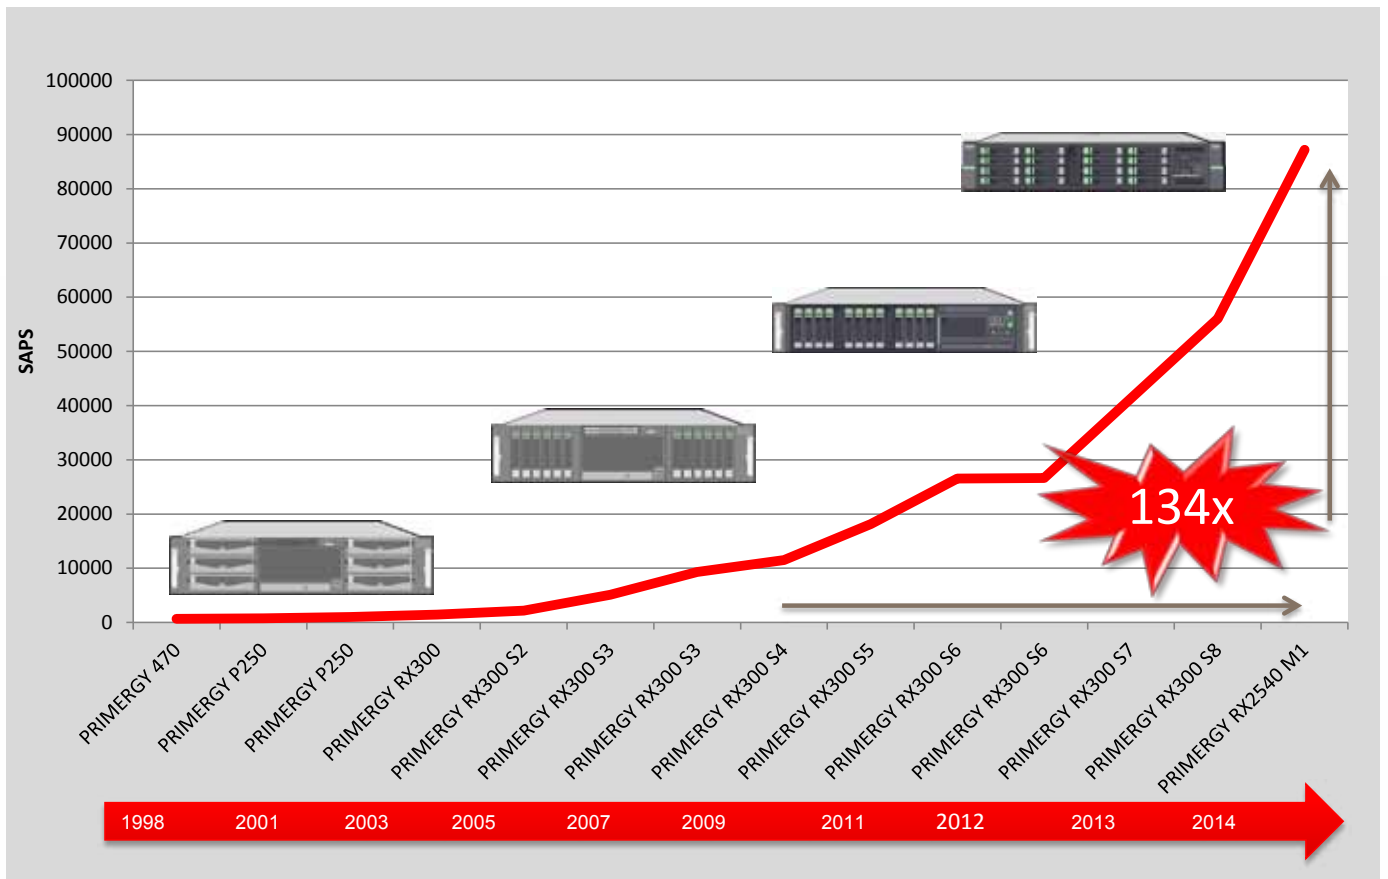 100000
90000
80000
70000
60000
50000
40000
30000
20000
10000
0
SAPS
134x
PRIMERGY 470
PRIMERGY P250
PRIMERGY P250
PRIMERGY RX300
PRIMERGY RX300 S2
PRIMERGY RX300 S3
PRIMERGY RX300 S3
PRIMERGY RX300 S4
PRIMERGY RX300 S5
PRIMERGY RX300 S6
PRIMERGY RX300 S6
PRIMERGY RX300 S7
PRIMERGY RX300 S8
PRIMERGY RX2540 M1
1998 2001 2003 2005 2007 2009 2011 2012 2013 2014